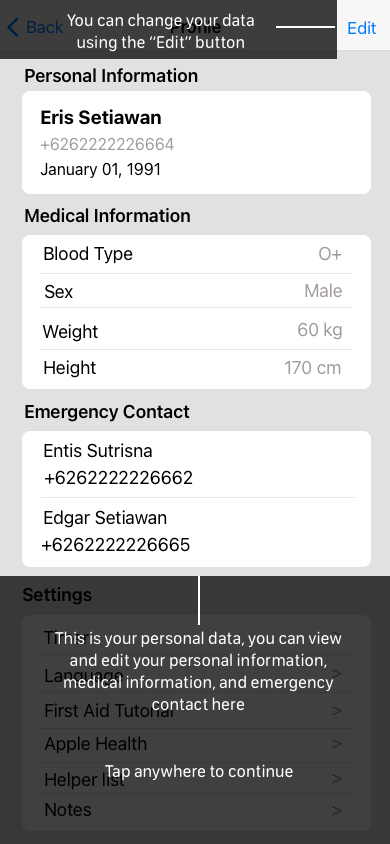 You can change your data
using the “Edit” button
Back
Profile
Edit
Personal Information
Eris Setiawan
+6262222226664
January 01, 1991
Medical Information
Blood Type O+
Sex Male
Weight 60 kg
Height 170 cm
Emergency Contact
Entis Sutrisna
+6262222226662
Edgar Setiawan
+6262222226665
Settings
This is your personal data, you can view
and edit your personal information,
Language >
medical information, and emergency
contact here
First Aid Tutorial >
Apple Health >
Tap anywhere to continue
Helper list >
Notes >